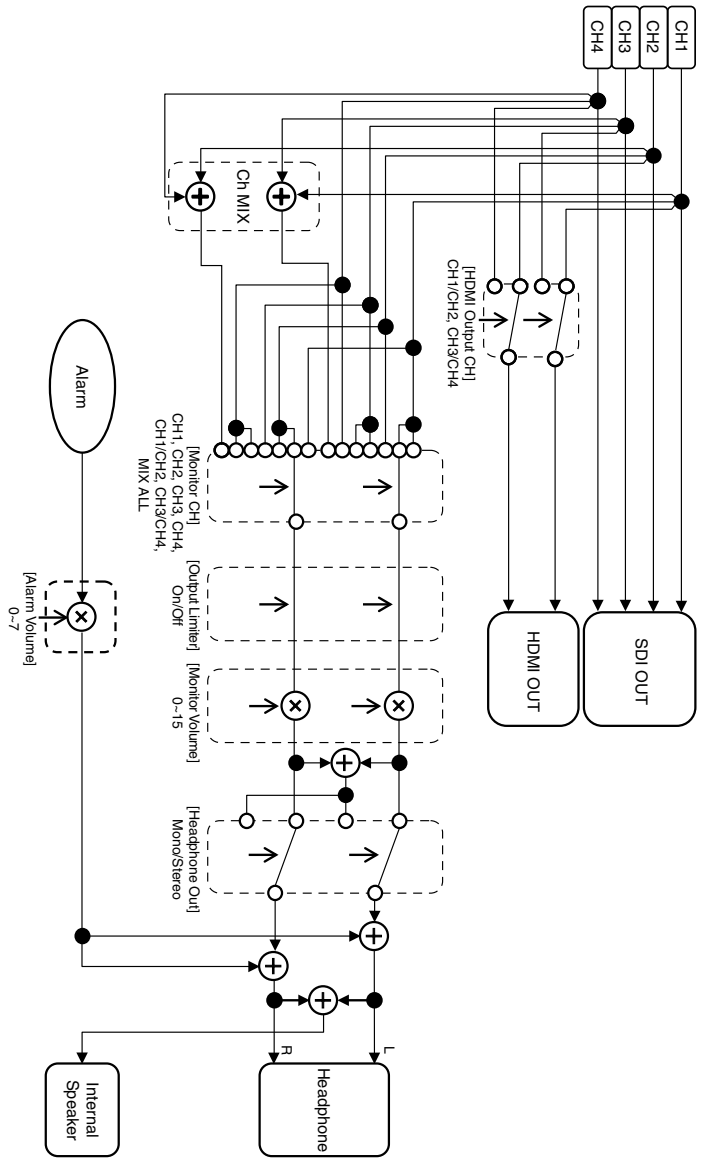 CH1
CH2
CH3
CH4
SDI OUT
HDMI OUT
[HDMI Output CH]
CH1/CH2, CH3/CH4
Ch MIX
[Monitor CH]
CH1, CH2, CH3, CH4,
CH1/CH2, CH3/CH4,
MIX ALL
[Output Limiter]
On/Off
[Monitor Volume]
0~15
[Headphone Out]
Mono/Stereo
L
R
Headphone
Alarm
[Alarm Volume]
0~7
Internal
Speaker